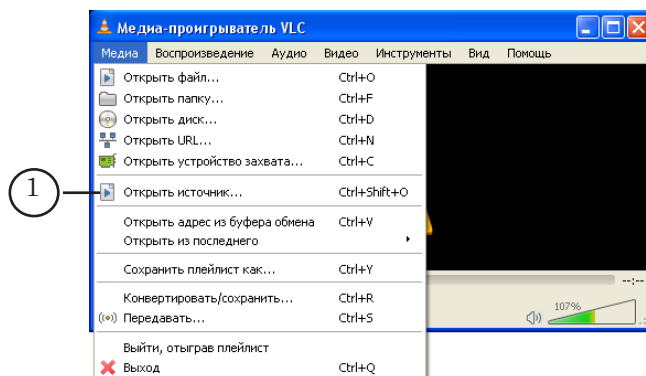 Медиа-проигрыватель VLC
Медиа Воспроизведение Аудио Видео Инструменты Вид Помощь
Открыть файл... Ctrl+O
Открыть папку... Ctrl+F
Открыть диск... Ctrl+D
Открыть URL... Ctrl+N
Открыть устройство захвата... Ctrl+C
1 Открыть источник... Ctrl+Shift+O
Открыть адрес из буфера обмена Ctrl+V
Открыть из последнего
Сохранить плейлист как... Ctrl+Y
--:--
Конвертировать/сохранить... Ctrl+R
107%
Передавать... Ctrl+S
Выйти, отыграв плейлист
Выход Ctrl+Q